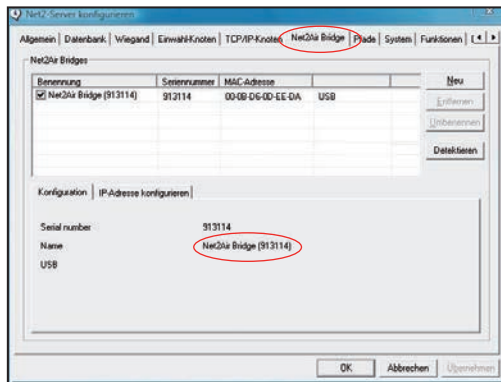 Net2-Server konfigurieren
Allgemein Datenbank Wiegand Einwahl-Knoten TCP/IP-Knoten Net2Air Bridge Pfade System Funktionen
Net2Air Bridges
Benennung Seriennummer MAC-Adresse
Net2Air Bridge (913114) 913114 00-0B-D6-0D-EE-DA USB
Neu
Entfernen
Umbenennen
Detektieren
Konfiguration IP-Adresse konfigurieren
Serial number 913114
Name Net2Air Bridge (913114)
USB
OK Abbrechen Übernehmen